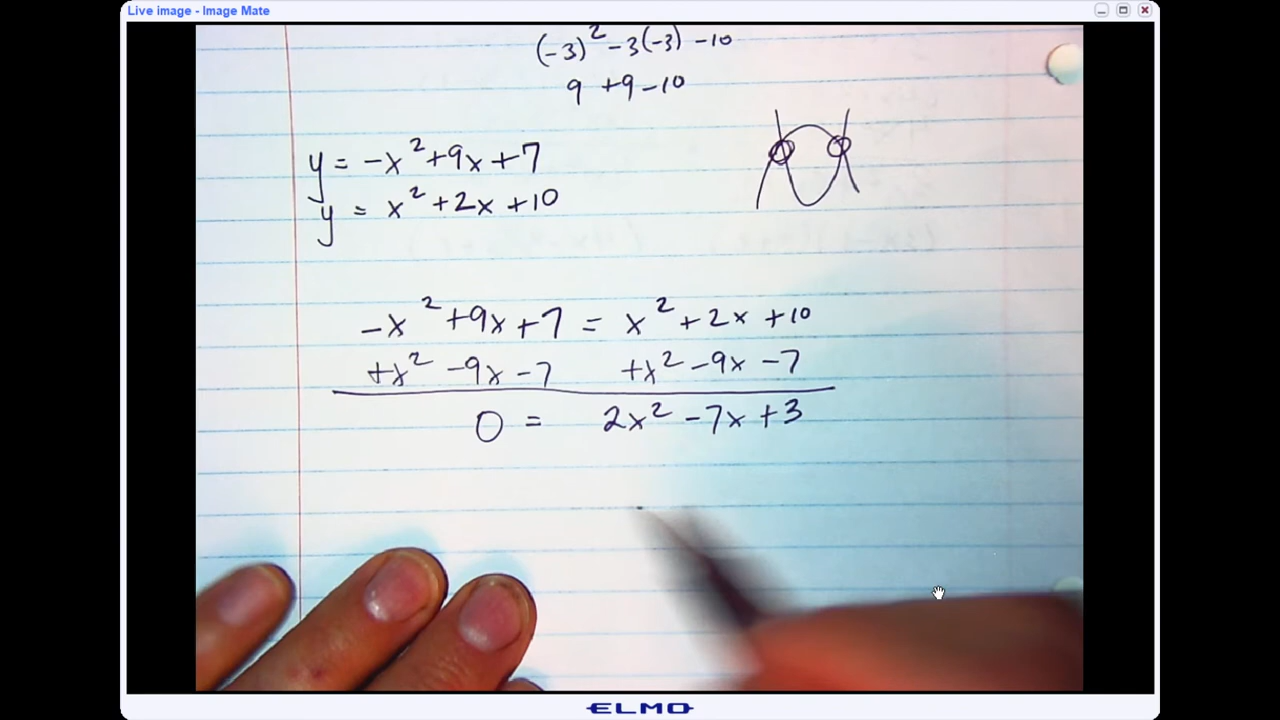 Live image - Image Mate
(-3)² -3(-3) -10
9 +9 -10
y = -x² +9x +7
y = x² +2x +10
-x² +9x +7 = x² +2x +10
+x² -9x -7 +x² -9x -7
0 = 2x² -7x +3
ELMO